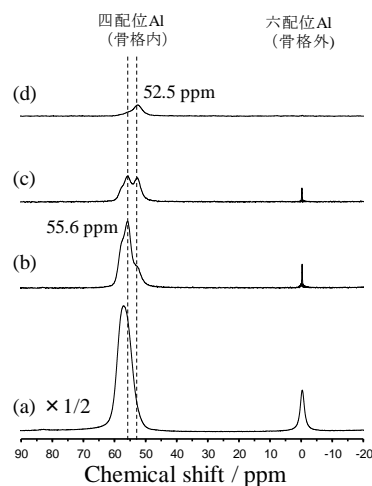 四配位Al
（骨格内）
六配位Al
（骨格外）
(d)
52.5 ppm
(c)
55.6 ppm
(b)
(a) × 1/2
90 80 70 60 50 40 30 20 10 0 -10 -20
Chemical shift / ppm